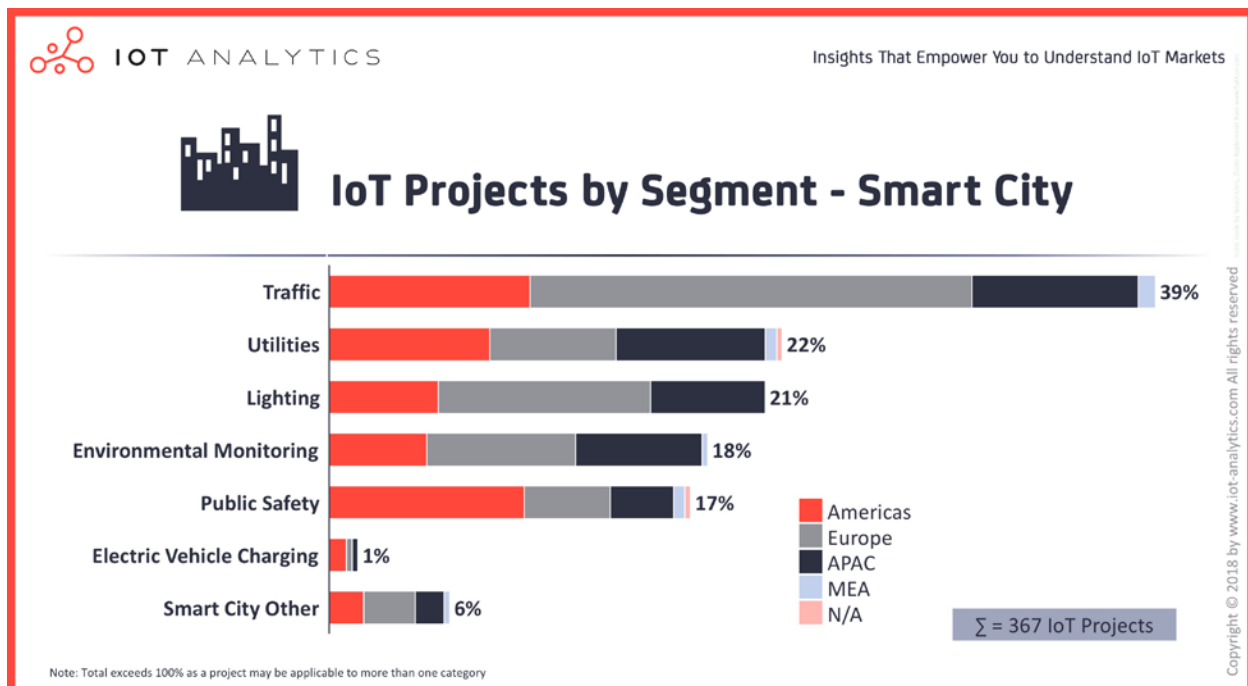 IOT ANALYTICS
Insights That Empower You to Understand IoT Markets
IoT Projects by Segment - Smart City
Traffic 39%
Utilities 22%
Lighting 21%
Environmental Monitoring 18%
Public Safety 17%
Electric Vehicle Charging 1%
Smart City Other 6%
Americas
Europe
APAC
MEA
N/A
∑ = 367 IoT Projects
Note: Total exceeds 100% as a project may be applicable to more than one category
Copyright © 2018 by www.iot-analytics.com All rights reserved